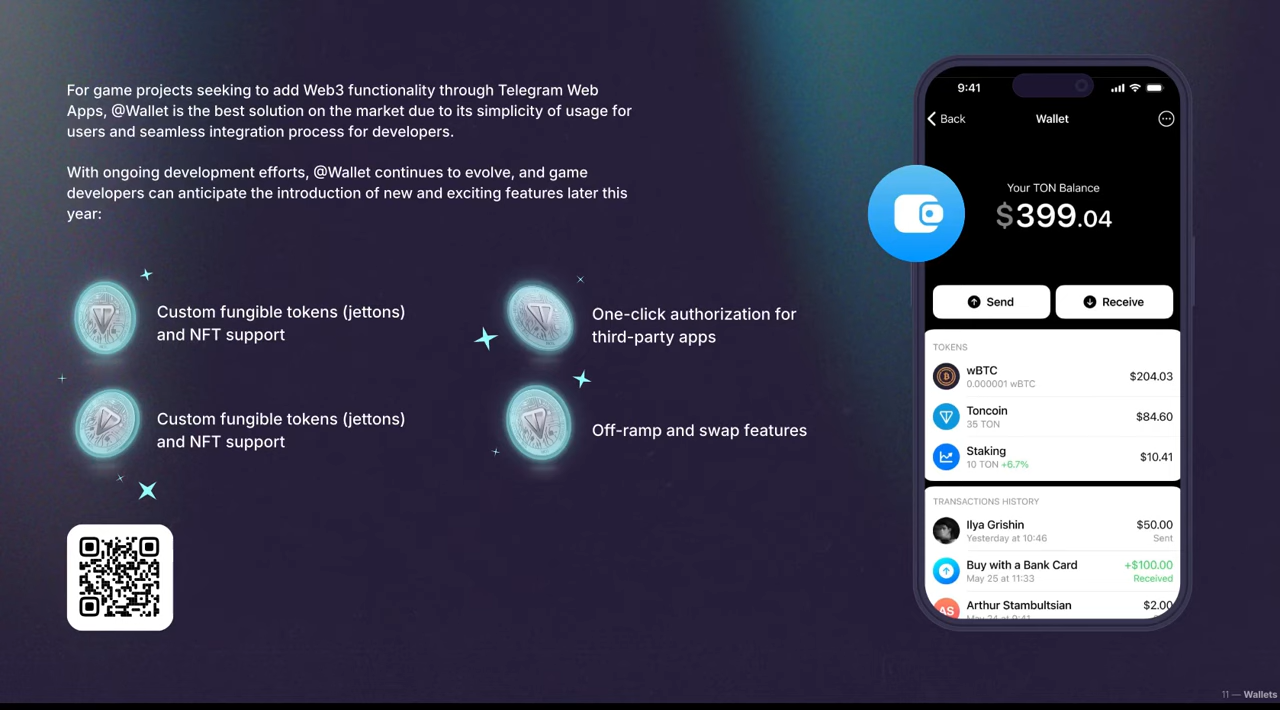 For game projects seeking to add Web3 functionality through Telegram Web
Apps, @Wallet is the best solution on the market due to its simplicity of usage for
users and seamless integration process for developers.
With ongoing development efforts, @Wallet continues to evolve, and game
developers can anticipate the introduction of new and exciting features later this
year:
Custom fungible tokens (jettons)
and NFT support
One-click authorization for
third-party apps
Custom fungible tokens (jettons)
and NFT support
Off-ramp and swap features
9:41
Back
Wallet
Your TON Balance
$399.04
Send
Receive
TOKENS
wBTC
$204.03
0.000001 wBTC
Toncoin
$84.60
35 TON
Staking
$10.41
10 TON +6.7%
TRANSACTIONS HISTORY
Ilya Grishin
$50.00
Yesterday at 10:46
Sent
Buy with a Bank Card
+$100.00
May 25 at 11:33
Received
AS
Arthur Stambultsian
$2.00
May 24 at 9:41
11 — Wallets